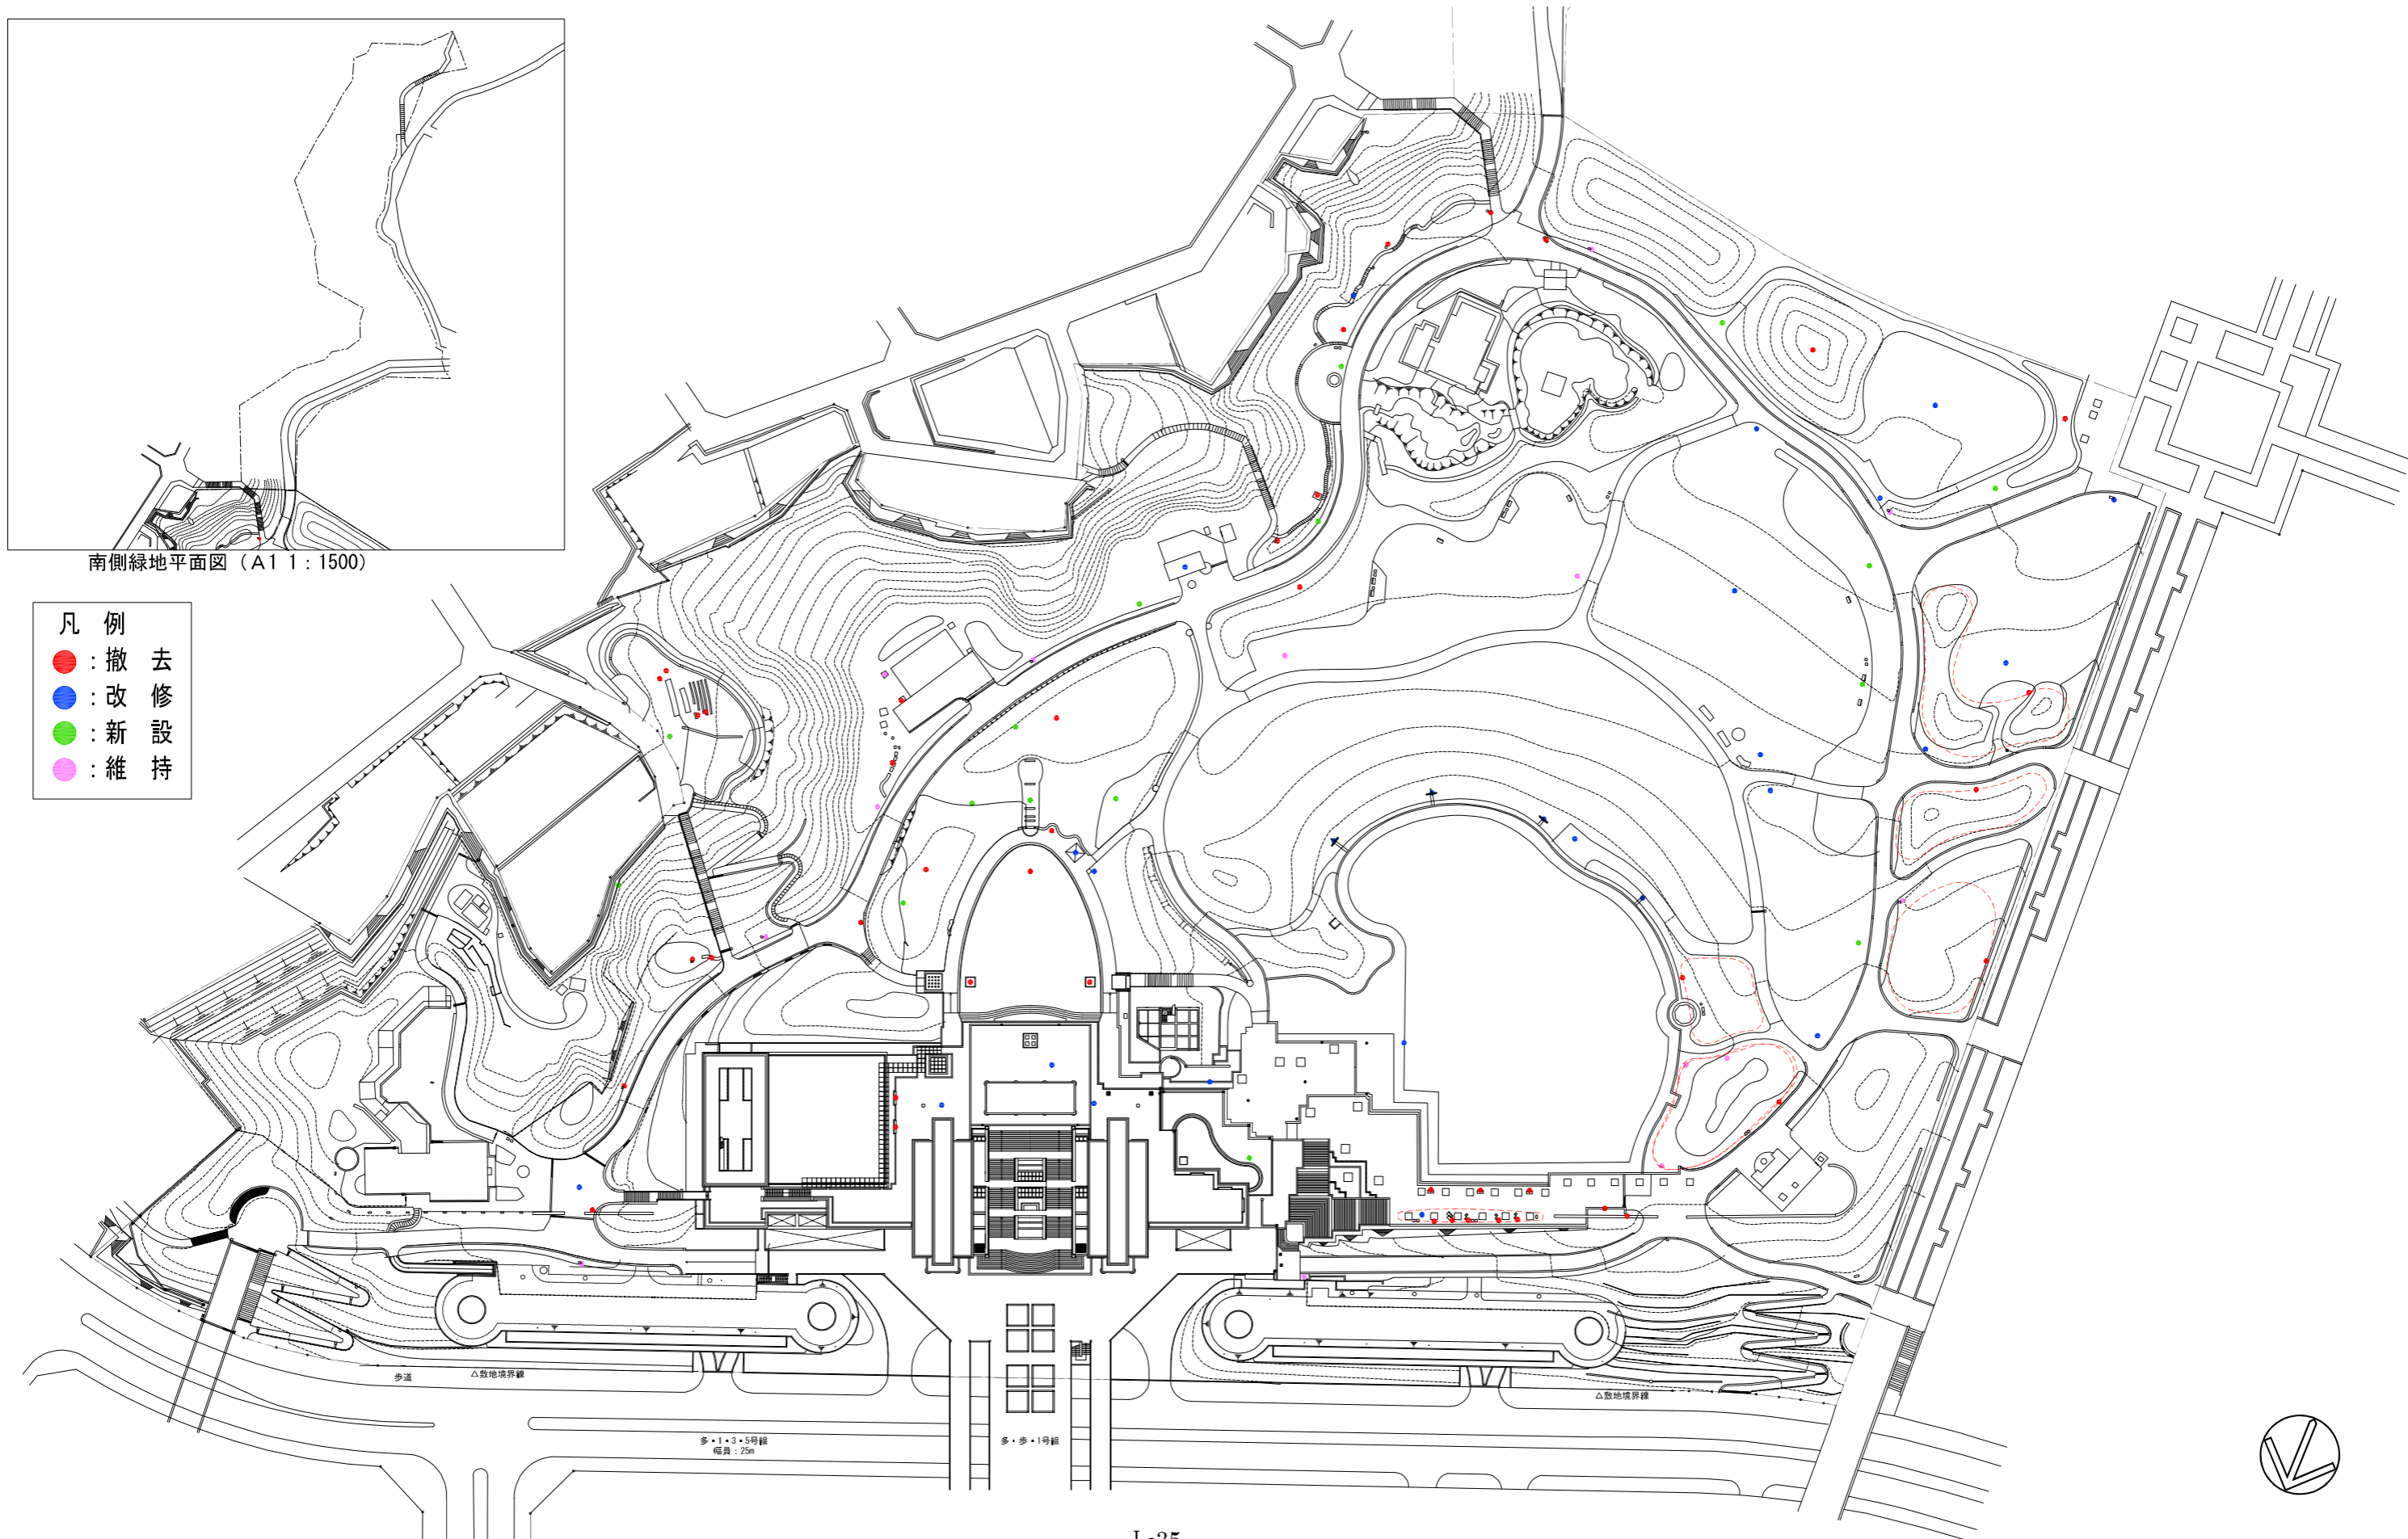 南側緑地平面図（A1 1：1500）
凡　例
：撤　去
：改　修
：新　設
：維　持
歩道
△敷地境界線
△敷地境界線
多・1・3・5号線
幅員：25m
多・歩・1号線
L-35